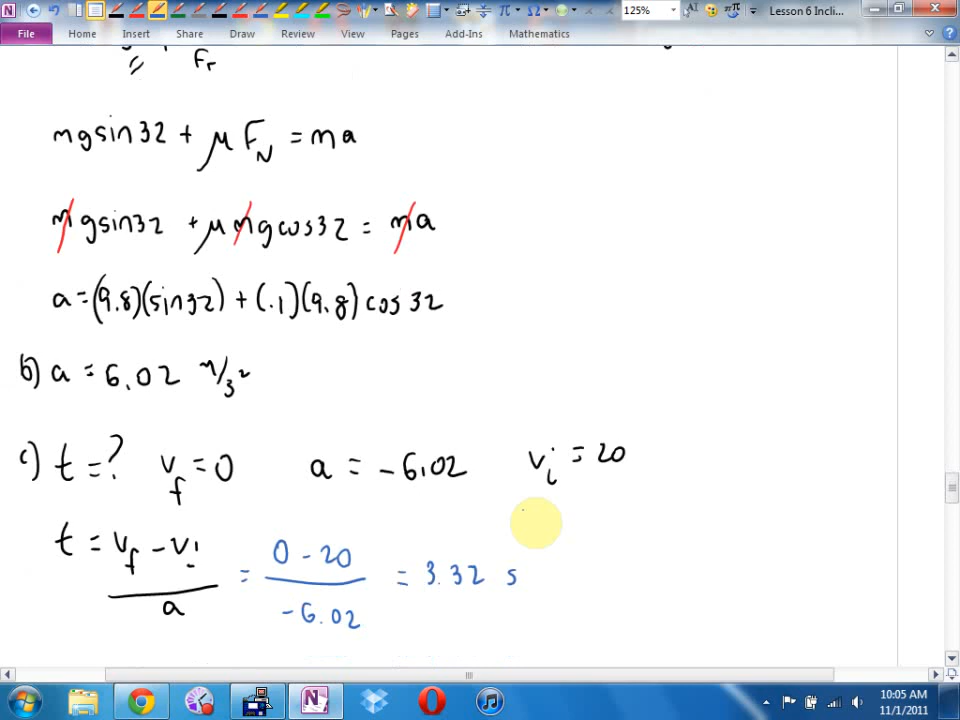 125%
Lesson 6 Incli...
File Home Insert Share Draw Review View Pages Add-Ins Mathematics
Fr
mgsin32 + μF_N = ma
mgsin32 + μmgcos32 = ma
a = (9.8)(sin32) + (.1)(9.8)cos32
b) a = 6.02 m/s²
c) t = ? v_f = 0 a = -6.02 v_i = 20
t = v_f - v_i
a
= 0 - 20
-6.02
= 3.32 s
10:05 AM
11/1/2011